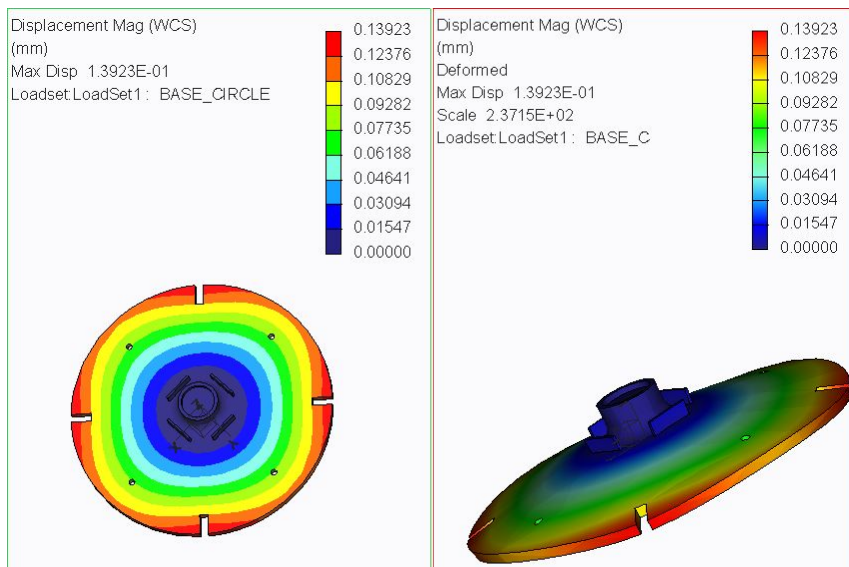 Displacement Mag (WCS)
(mm)
Max Disp 1.3923E-01
Loadset:LoadSet1 : BASE_CIRCLE
0.13923
0.12376
0.10829
0.09282
0.07735
0.06188
0.04641
0.03094
0.01547
0.00000
Displacement Mag (WCS)
(mm)
Deformed
Max Disp 1.3923E-01
Scale 2.3715E+02
Loadset:LoadSet1 : BASE_C
0.13923
0.12376
0.10829
0.09282
0.07735
0.06188
0.04641
0.03094
0.01547
0.00000